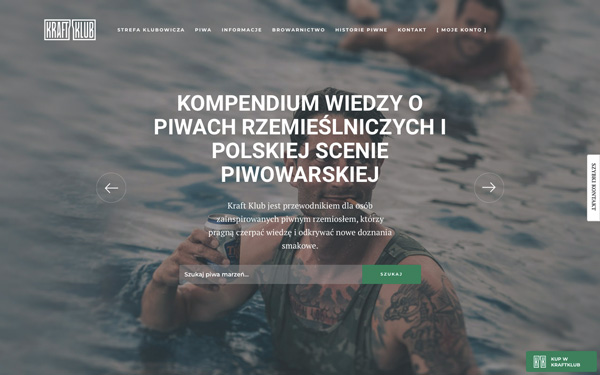 KRAFT KLUB
STREFA KLUBOWICZA PIWA INFORMACJE BROWARNICTWO HISTORIE PIWNE KONTAKT [ MOJE KONTO ]
KOMPENDIUM WIEDZY O
PIWACH RZEMIEŚLNICZYCH I
POLSKIEJ SCENIE
PIWOWARSKIEJ
Kraft Klub jest przewodnikiem dla osób
zainspirowanych piwnym rzemiosłem, którzy
pragną czerpać wiedzę i odkrywać nowe doznania
smakowe.
Szukaj piwa marzeń...
SZUKAJ
SZYBKI KONTAKT
KUP W
KRAFTKLUB